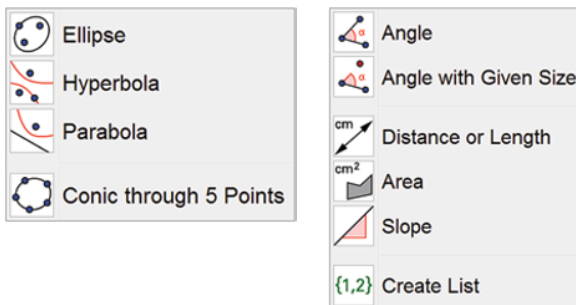 Ellipse
Hyperbola
Parabola
Conic through 5 Points
α Angle
α Angle with Given Size
cm Distance or Length
cm² Area
Slope
{1,2} Create List